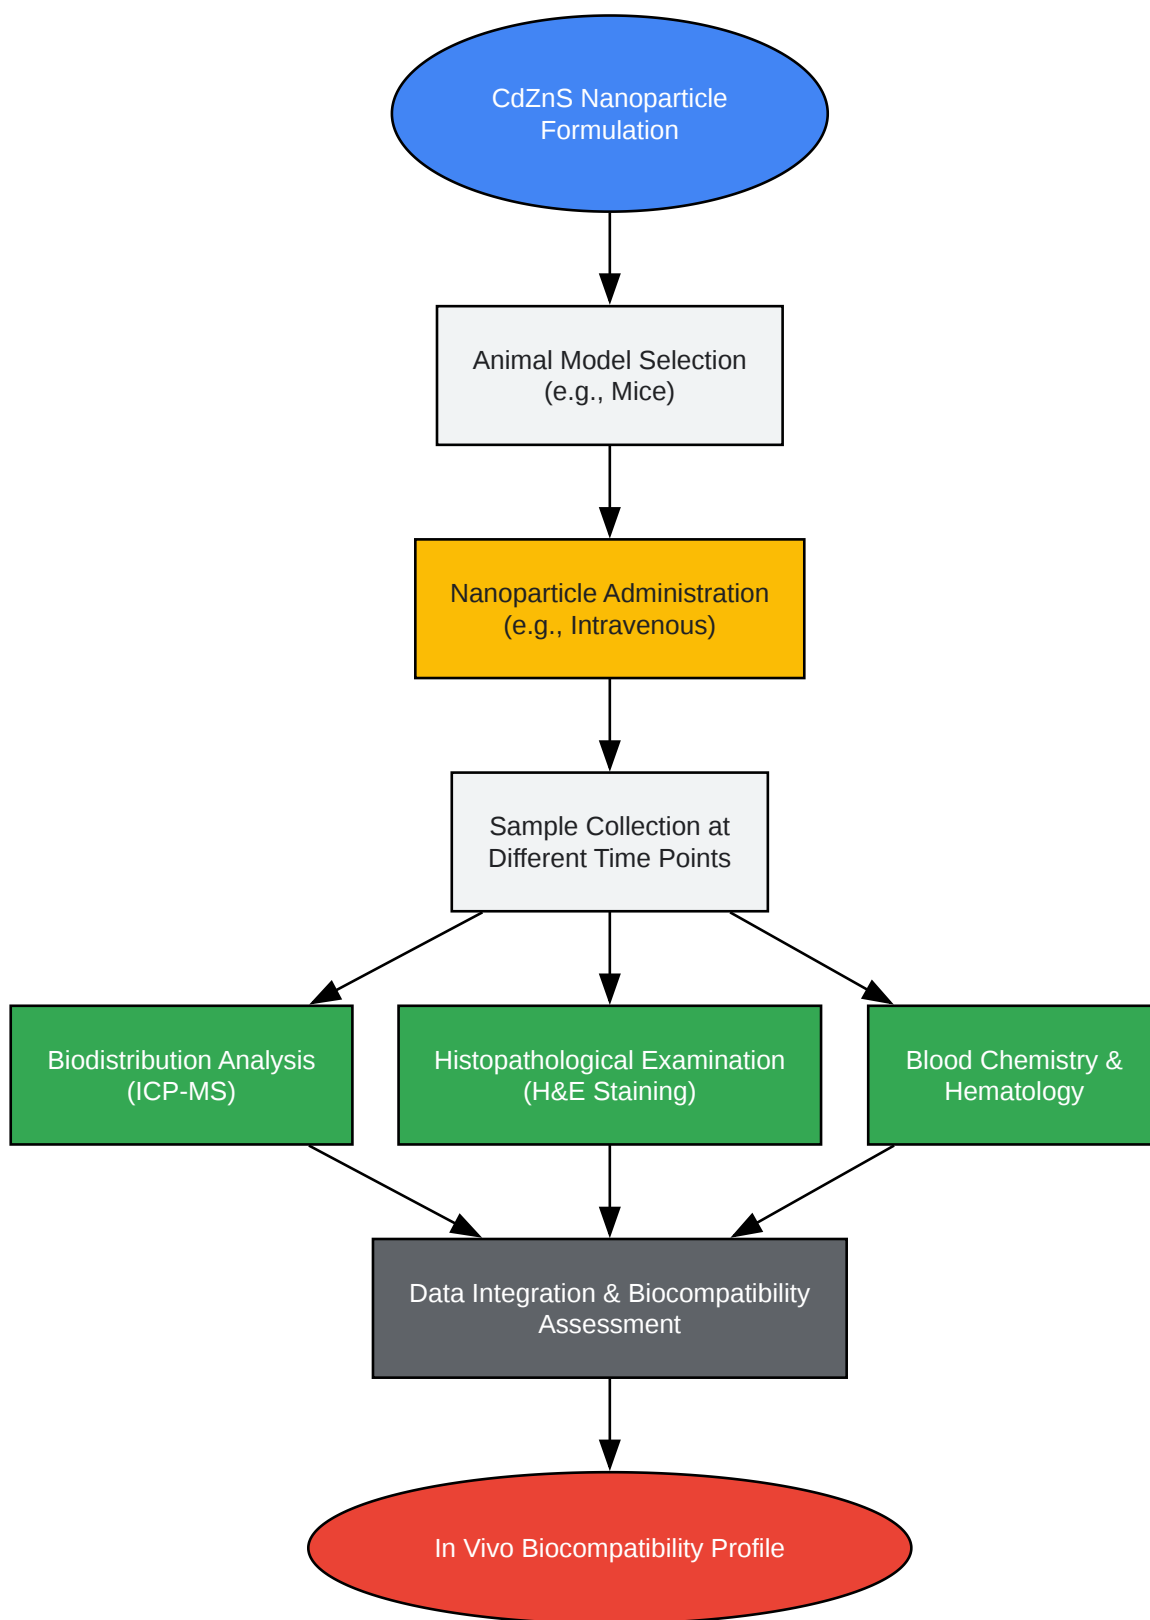 CdZnS Nanoparticle
Formulation
Animal Model Selection
(e.g., Mice)
Nanoparticle Administration
(e.g., Intravenous)
Sample Collection at
Different Time Points
Biodistribution Analysis
(ICP-MS)
Histopathological Examination
(H&E Staining)
Blood Chemistry &
Hematology
Data Integration & Biocompatibility
Assessment
In Vivo Biocompatibility Profile